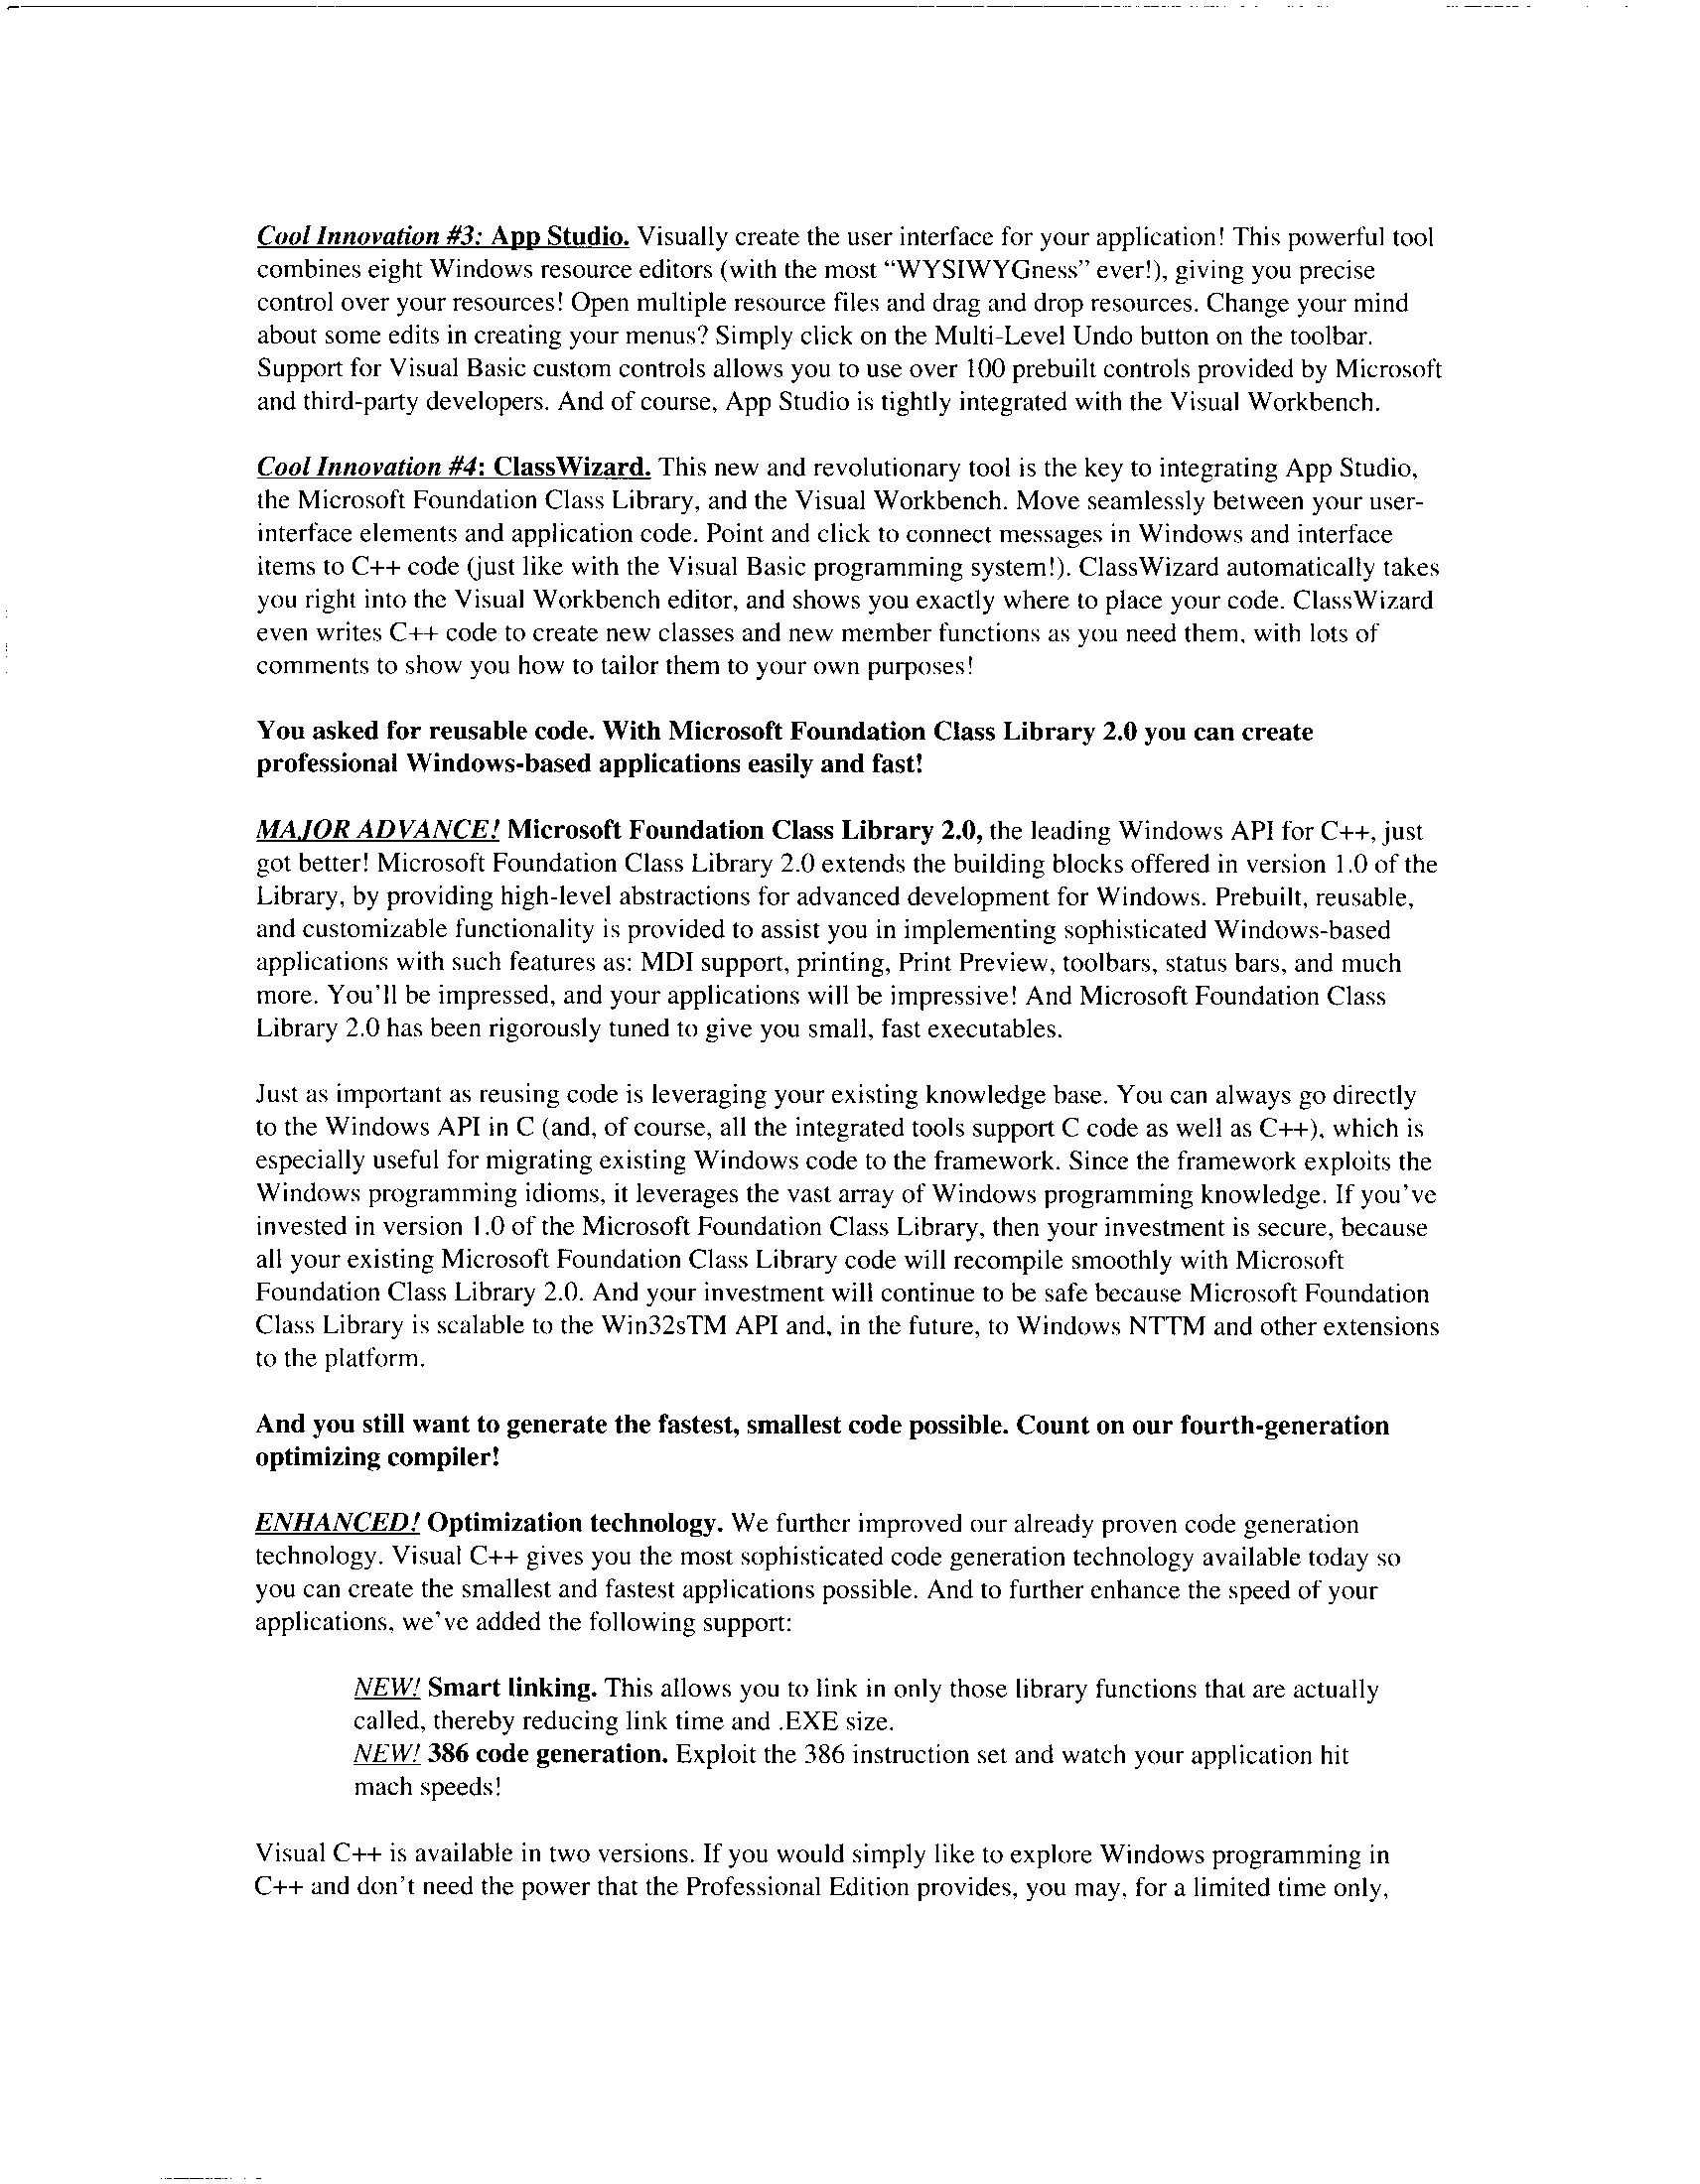 Cool Innovation #3: App Studio. Visually create the user interface for your application! This powerful tool
combines eight Windows resource editors (with the most “WYSIWYGness” ever!), giving you precise
control over your resources! Open multiple resource files and drag and drop resources. Change your mind
about some edits in creating your menus? Simply click on the Multi-Level Undo button on the toolbar.
Support for Visual Basic custom controls allows you to use over 100 prebuilt controls provided by Microsoft
and third-party developers. And of course, App Studio is tightly integrated with the Visual Workbench.
Cool Innovation #4: ClassWizard. This new and revolutionary tool is the key to integrating App Studio,
the Microsoft Foundation Class Library, and the Visual Workbench. Move seamlessly between your user-
interface elements and application code. Point and click to connect messages in Windows and interface
items to C++ code (just like with the Visual Basic programming system!). ClassWizard automatically takes
you right into the Visual Workbench editor, and shows you exactly where to place your code. ClassWizard
even writes C++ code to create new classes and new member functions as you need them, with lots of
comments to show you how to tailor them to your own purposes!
You asked for reusable code. With Microsoft Foundation Class Library 2.0 you can create
professional Windows-based applications easily and fast!
MAJOR ADVANCE! Microsoft Foundation Class Library 2.0, the leading Windows API for C++, just
got better! Microsoft Foundation Class Library 2.0 extends the building blocks offered in version 1.0 of the
Library, by providing high-level abstractions for advanced development for Windows. Prebuilt, reusable,
and customizable functionality is provided to assist you in implementing sophisticated Windows-based
applications with such features as: MDI support, printing, Print Preview, toolbars, status bars, and much
more. You’ll be impressed, and your applications will be impressive! And Microsoft Foundation Class
Library 2.0 has been rigorously tuned to give you small, fast executables.
Just as important as reusing code is leveraging your existing knowledge base. You can always go directly
to the Windows API in C (and, of course, all the integrated tools support C code as well as C++), which is
especially useful for migrating existing Windows code to the framework. Since the framework exploits the
Windows programming idioms, it leverages the vast array of Windows programming knowledge. If you’ve
invested in version 1.0 of the Microsoft Foundation Class Library, then your investment is secure, because
all your existing Microsoft Foundation Class Library code will recompile smoothly with Microsoft
Foundation Class Library 2.0. And your investment will continue to be safe because Microsoft Foundation
Class Library is scalable to the Win32sTM API and, in the future, to Windows NTTM and other extensions
to the platform.
And you still want to generate the fastest, smallest code possible. Count on our fourth-generation
optimizing compiler!
ENHANCED! Optimization technology. We further improved our already proven code generation
technology. Visual C++ gives you the most sophisticated code generation technology available today so
you can create the smallest and fastest applications possible. And to further enhance the speed of your
applications, we’ve added the following support:
NEW! Smart linking. This allows you to link in only those library functions that are actually
called, thereby reducing link time and .EXE size.
NEW! 386 code generation. Exploit the 386 instruction set and watch your application hit
mach speeds!
Visual C++ is available in two versions. If you would simply like to explore Windows programming in
C++ and don’t need the power that the Professional Edition provides, you may, for a limited time only,